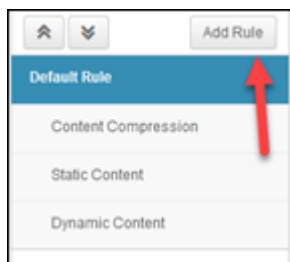 Add Rule
Default Rule
Content Compression
Static Content
Dynamic Content